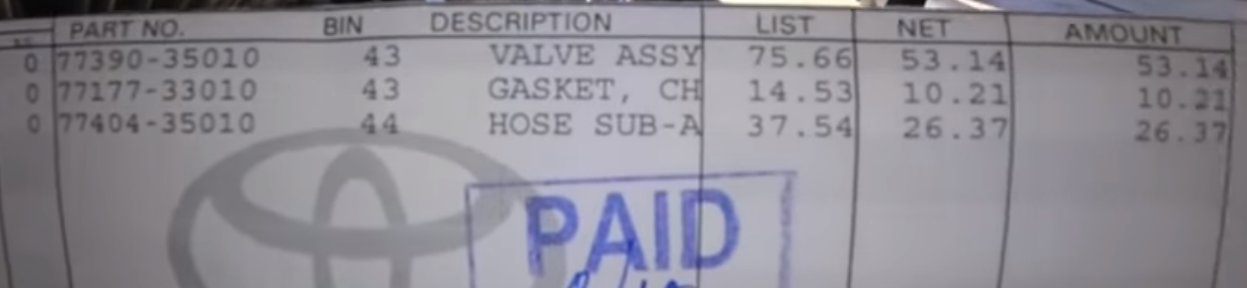 PART NO. BIN DESCRIPTION LIST NET AMOUNT
0 77390-35010 43 VALVE ASSY 75.66 53.14 53.14
0 77177-33010 43 GASKET, CH 14.53 10.21 10.21
0 77404-35010 44 HOSE SUB-A 37.54 26.37 26.37
PAID